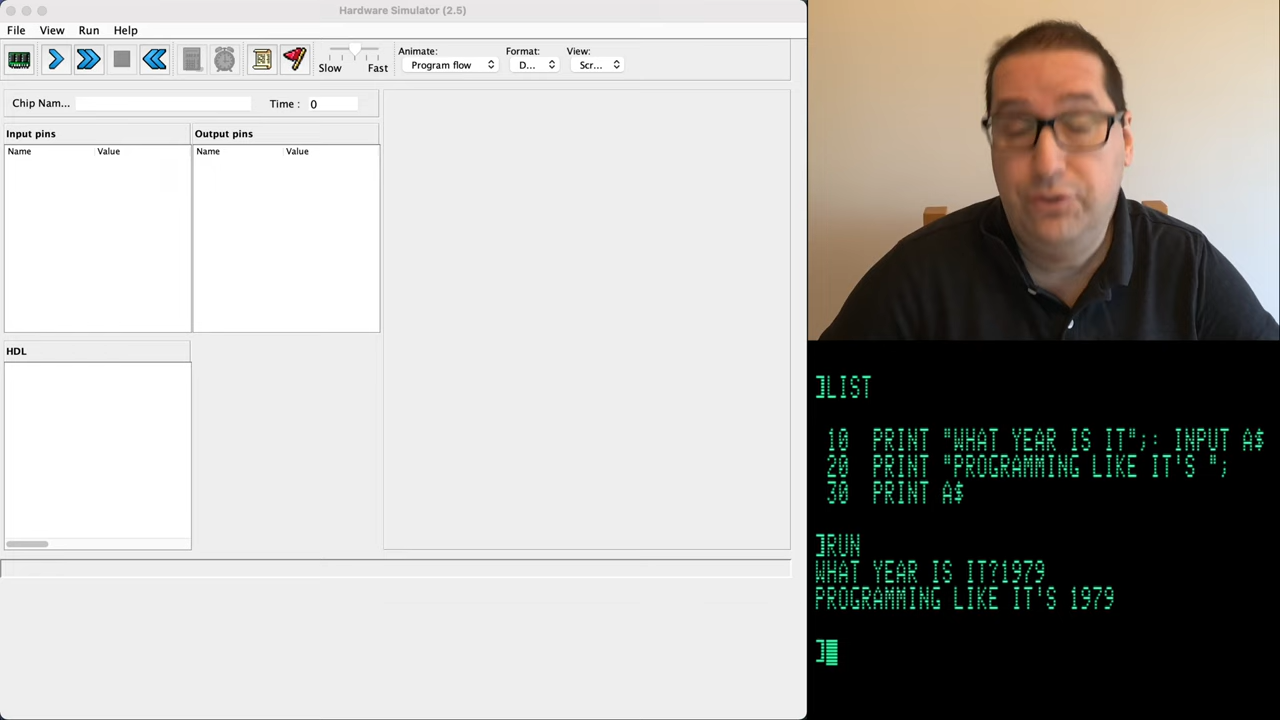 Hardware Simulator (2.5)
File View Run Help
Animate: Format: View:
Slow Fast Program flow D... Scr...
Chip Nam... Time : 0
Input pins Output pins
Name Value Name Value
HDL
]LIST
10 PRINT "WHAT YEAR IS IT";: INPUT A$
20 PRINT "PROGRAMMING LIKE IT'S ";
30 PRINT A$
]RUN
WHAT YEAR IS IT?1979
PROGRAMMING LIKE IT'S 1979
]